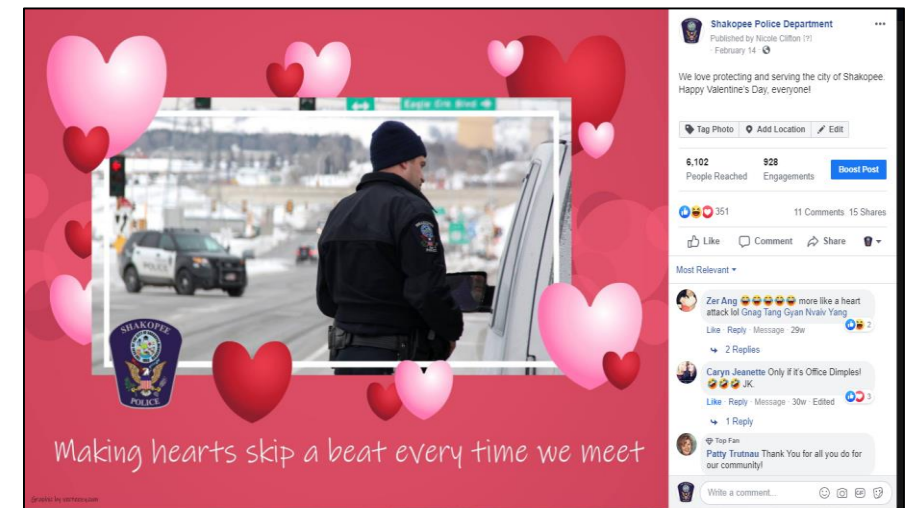 Eagle Crk Blvd
POLICE
SHAKOPEE
POLICE
Making hearts skip a beat every time we meet
Shakopee Police Department
Published by Nicole Clifton [?]
· February 14 ·
We love protecting and serving the city of Shakopee.
Happy Valentine's Day, everyone!
Tag Photo Add Location Edit
6,102 928
People Reached Engagements
Boost Post
351 11 Comments 15 Shares
Like Comment Share
Most Relevant
Zer Ang 😂😂😂😂😂 more like a heart
attack lol Gnag Tang Gyan Nvaiv Yang
2
Like · Reply · Message · 29w
2 Replies
Caryn Jeanette Only if it's Office Dimples!
🤣🤣🤣 JK.
3
Like · Reply · Message · 30w · Edited
1 Reply
Top Fan
Patty Trutnau Thank You for all you do for
our community!
Write a comment...
GIF